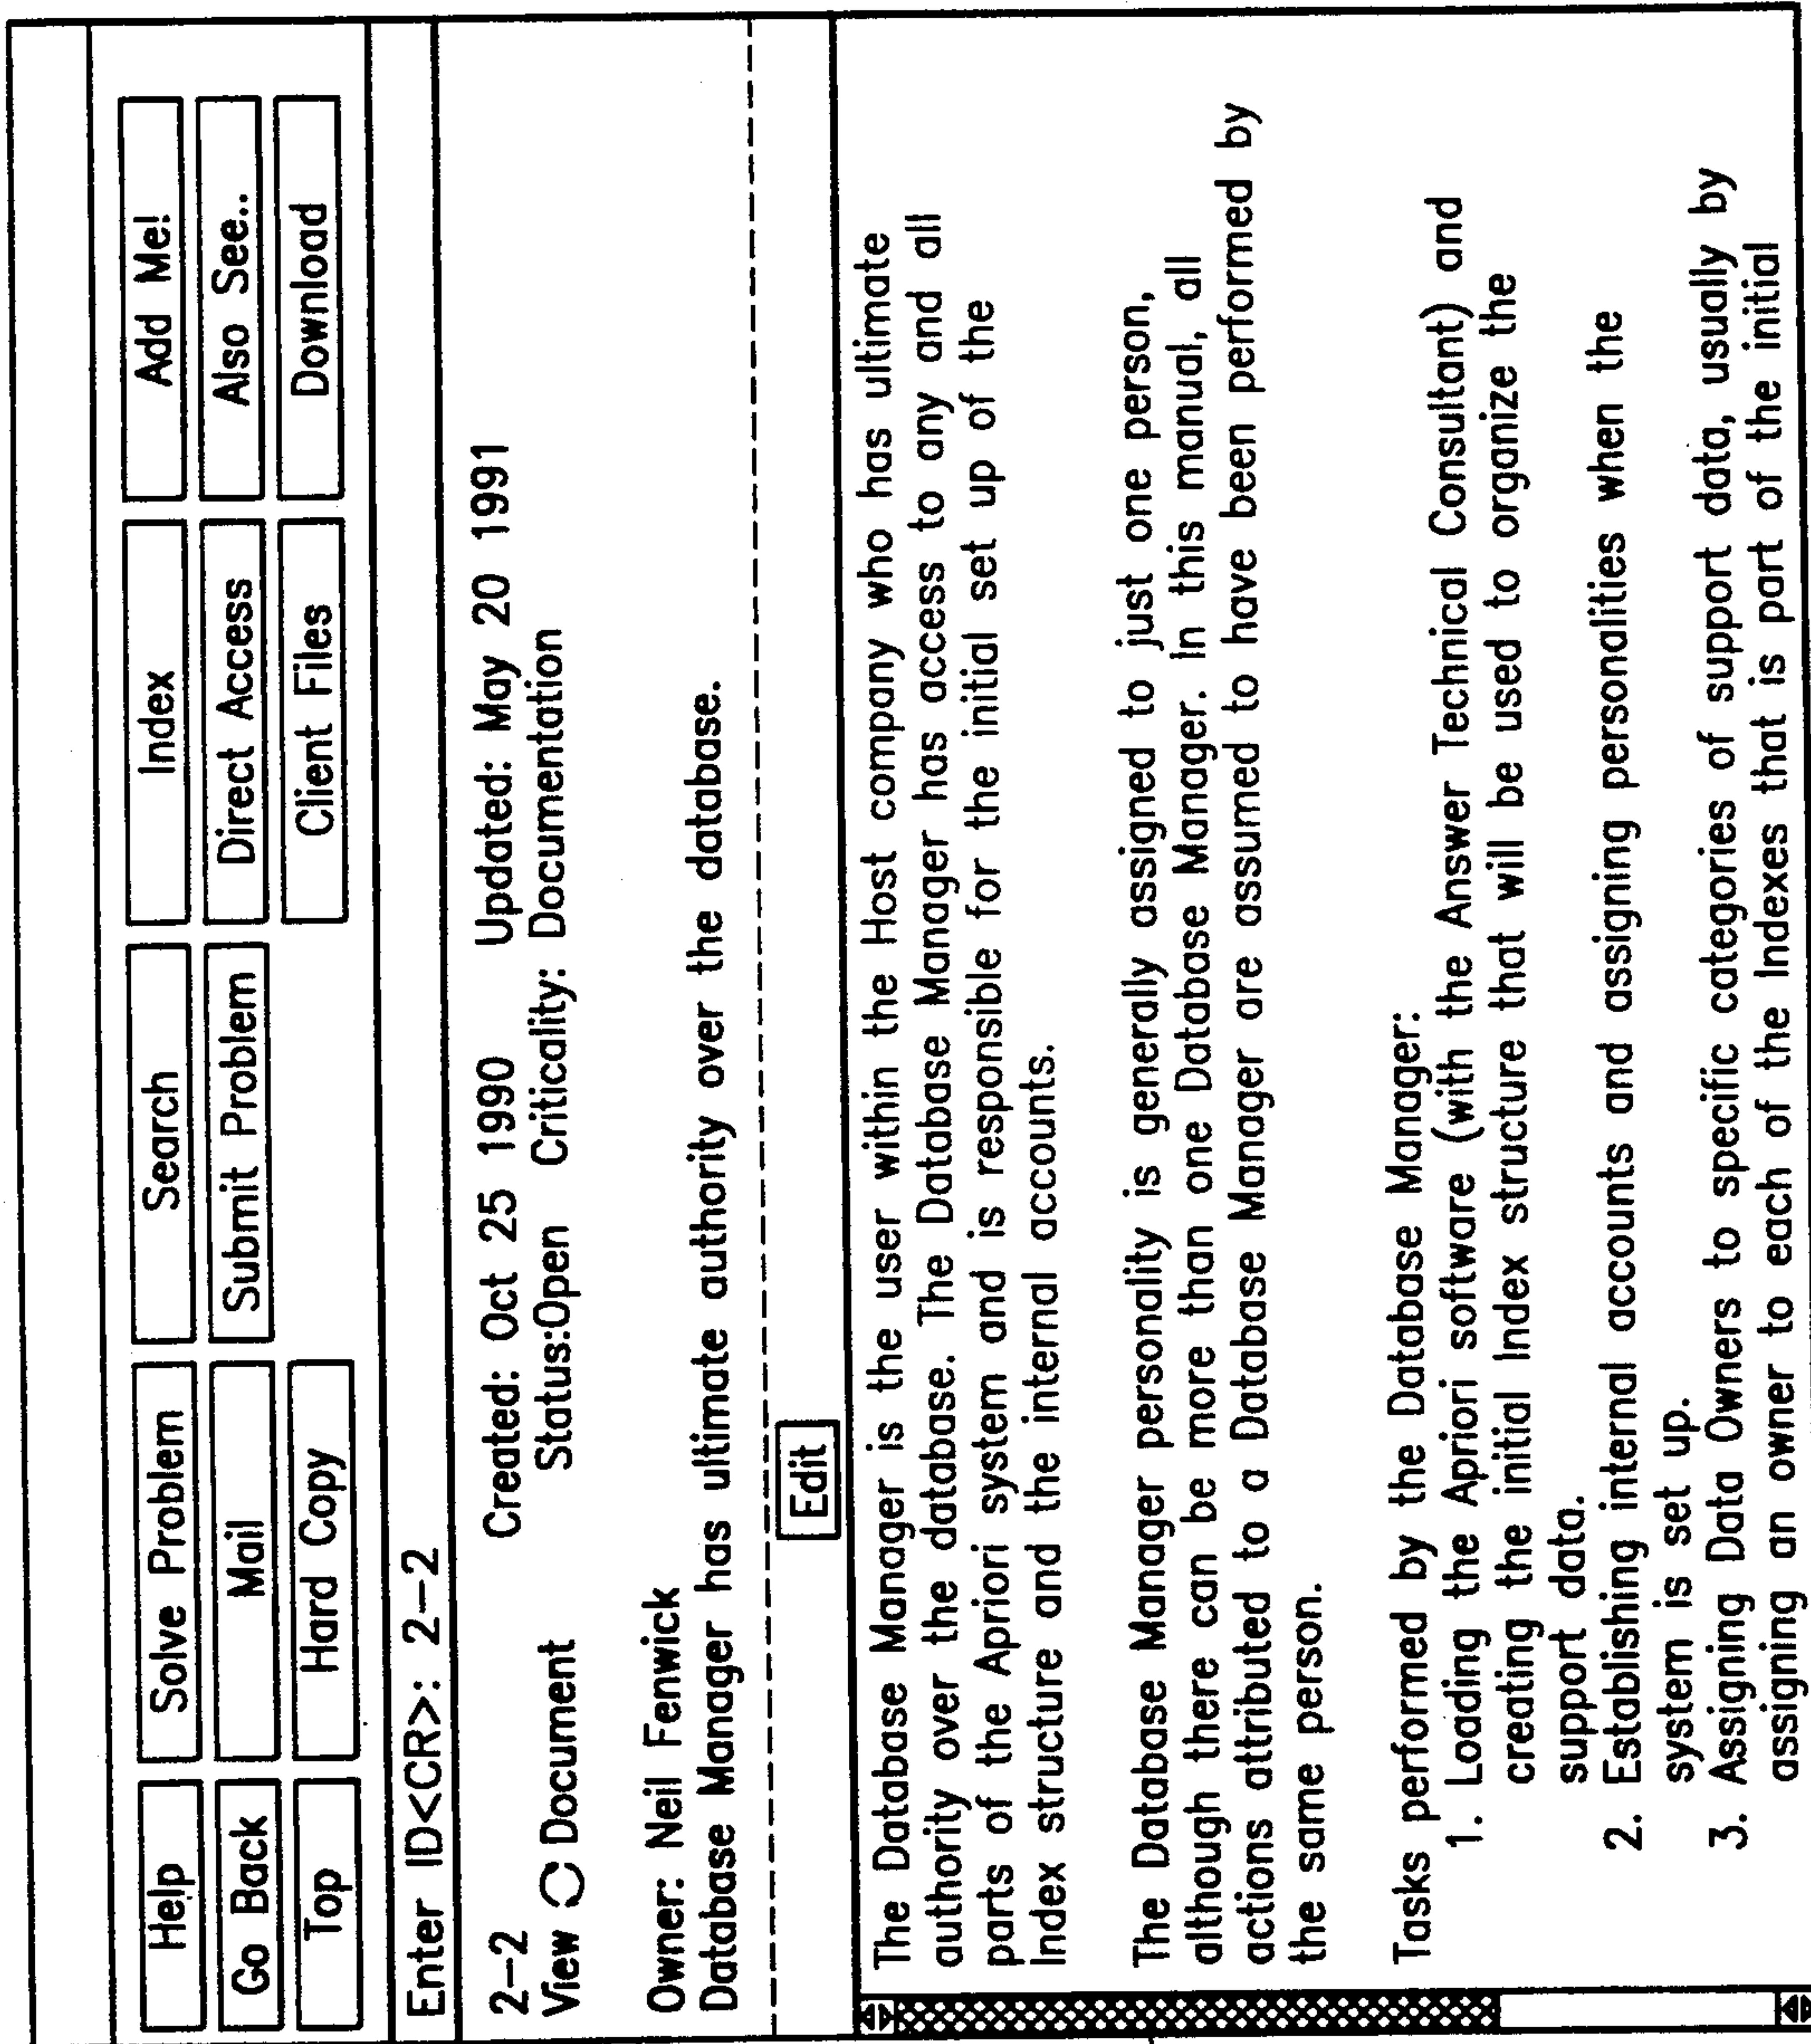 Help Solve Problem Search Index Add Me!
Go Back Mail Submit Problem Direct Access Also See..
Top Hard Copy Client Files Download
Enter ID<CR>: 2-2
2-2 Created: Oct 25 1990 Updated: May 20 1991
View Document Status:Open Criticality: Documentation
Owner: Neil Fenwick
Database Manager has ultimate authority over the database.
Edit
The Database Manager is the user within the Host company who has ultimate
authority over the database. The Database Manager has access to any and all
parts of the Apriori system and is responsible for the initial set up of the
Index structure and the internal accounts.
The Database Manager personality is generally assigned to just one person,
although there can be more than one Database Manager. In this manual, all
actions attributed to a Database Manager are assumed to have been performed by
the same person.
Tasks performed by the Database Manager:
1. Loading the Apriori software (with the Answer Technical Consultant) and
creating the initial Index structure that will be used to organize the
support data.
2. Establishing internal accounts and assigning personalities when the
system is set up.
3. Assigning Data Owners to specific categories of support data, usually by
assigning an owner to each of the Indexes that is part of the initial